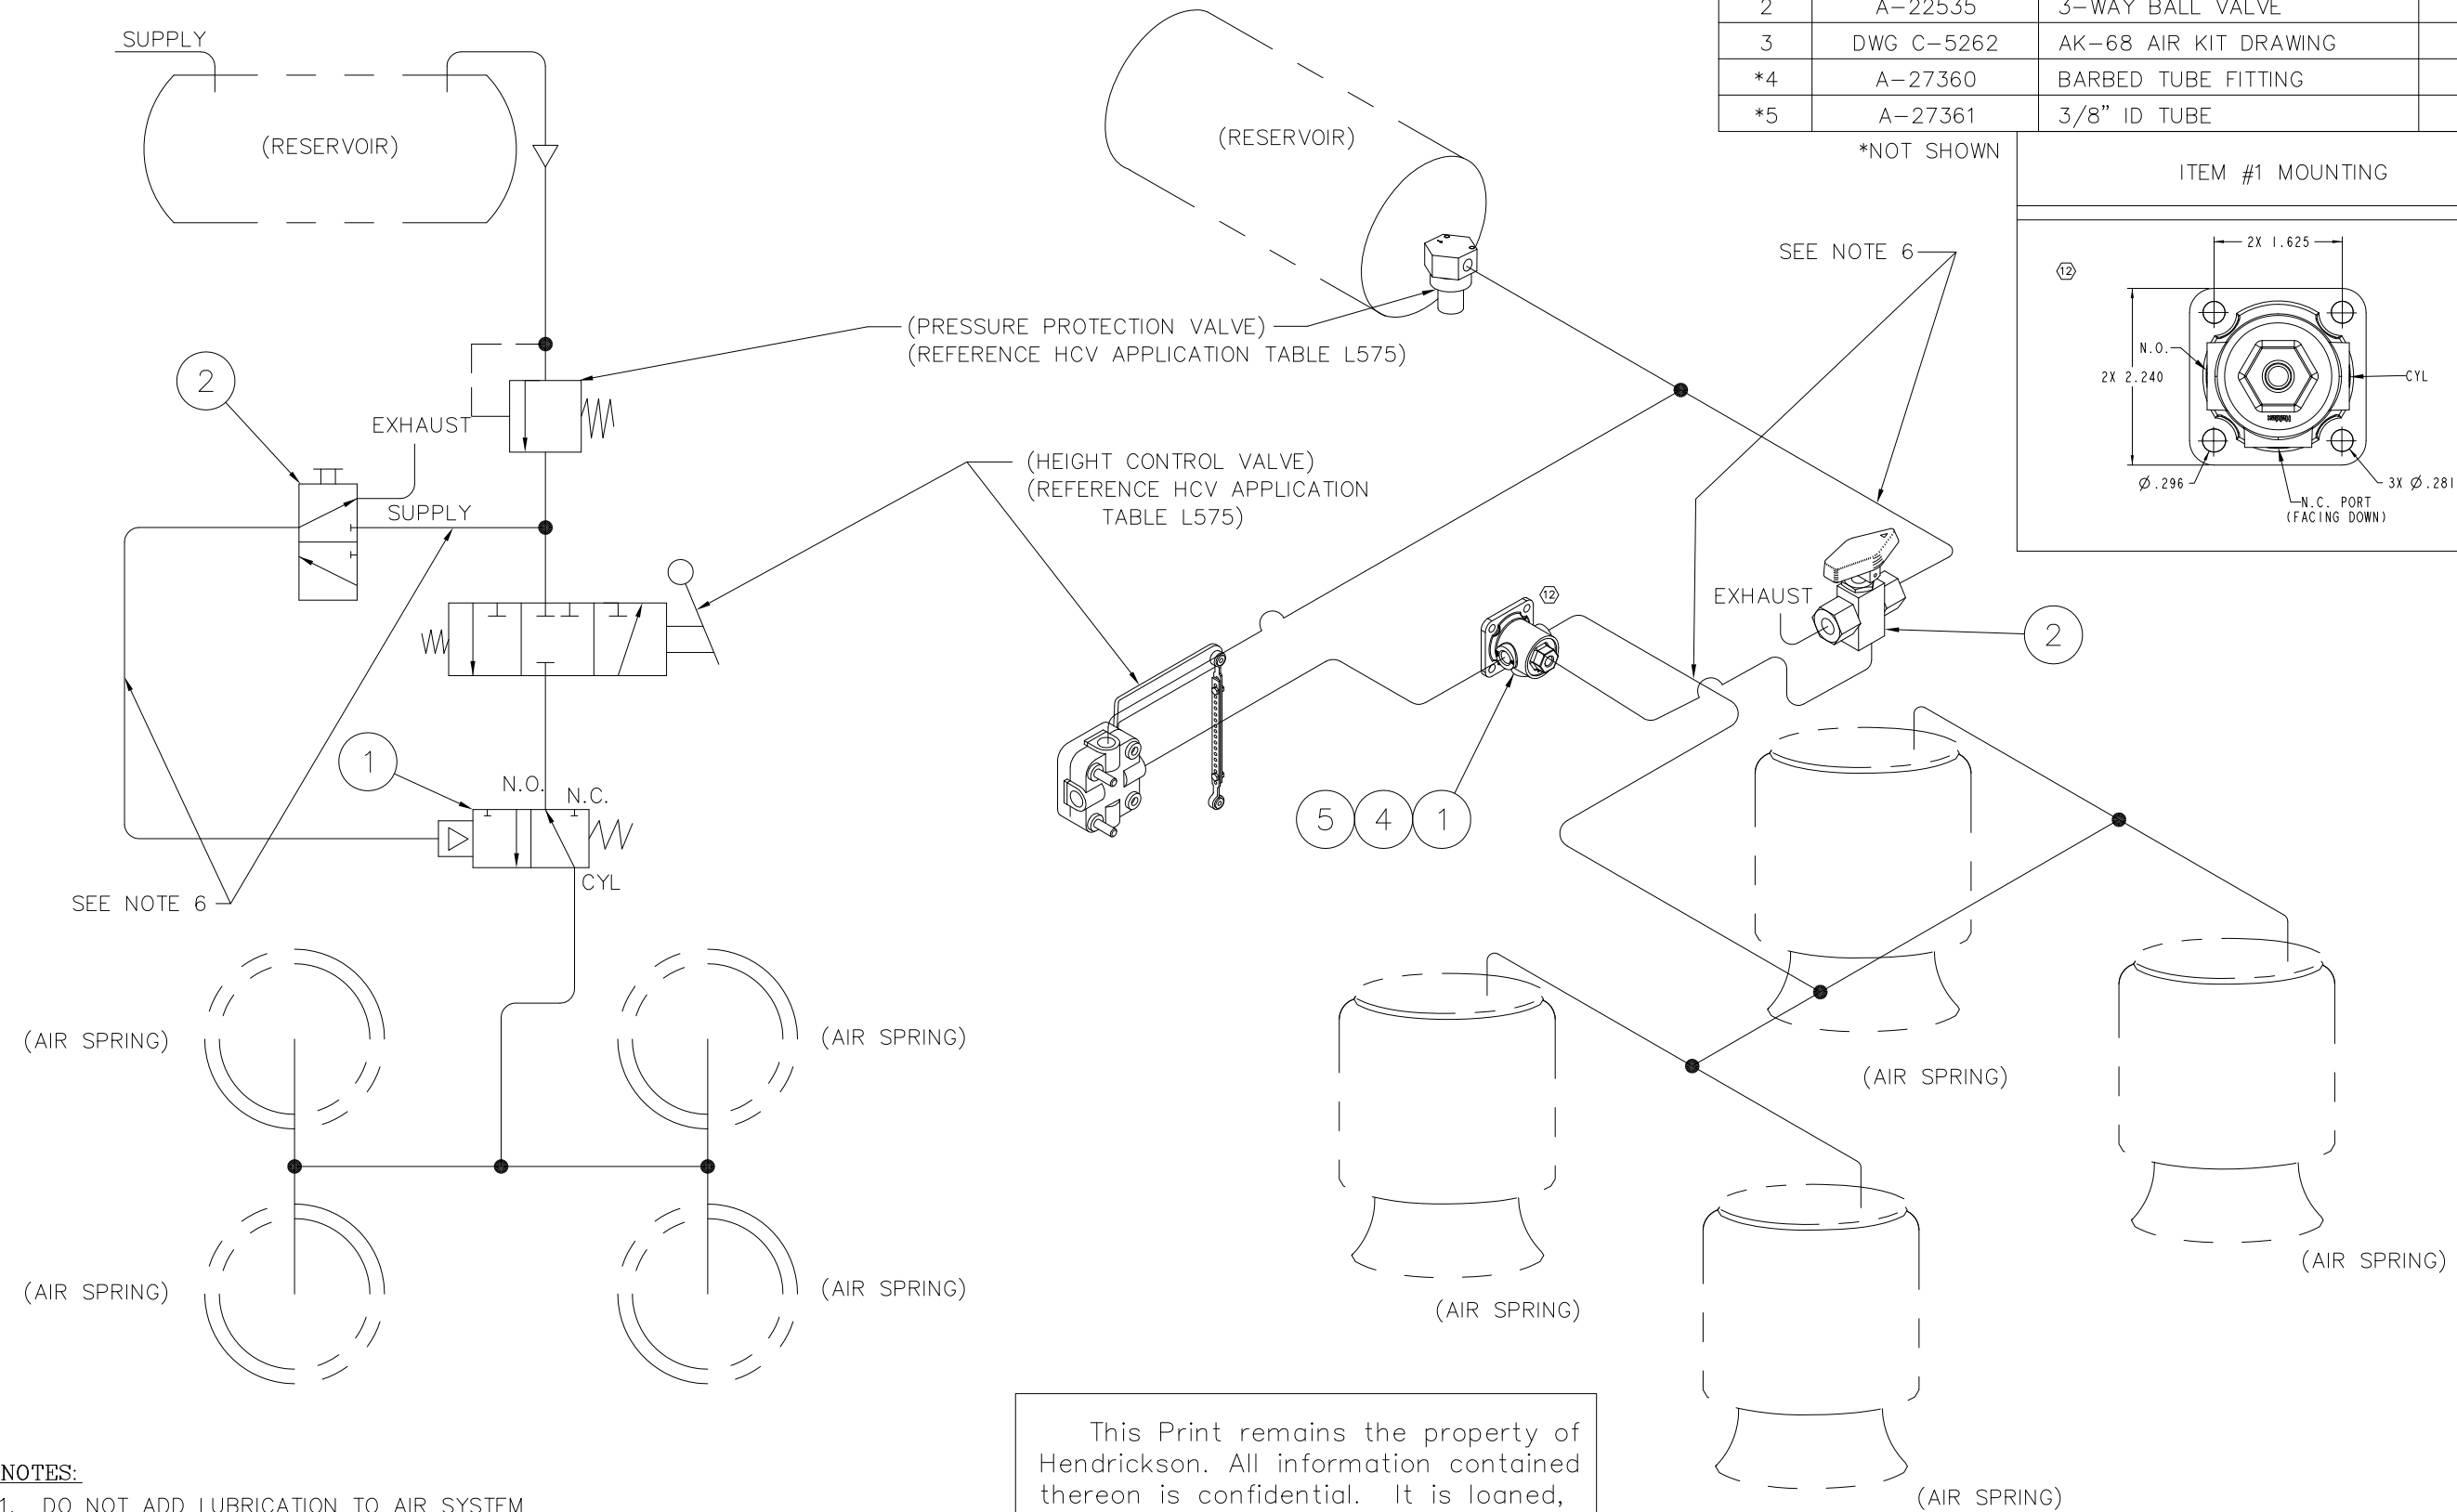 SUPPLY
(RESERVOIR)
(RESERVOIR)
2 A-22535 3-WAY BALL VALVE
3 DWG C-5262 AK-68 AIR KIT DRAWING
*4 A-27360 BARBED TUBE FITTING
*5 A-27361 3/8" ID TUBE
*NOT SHOWN
ITEM #1 MOUNTING
12
2X 1.625
N.O.
2X 2.240
CYL
Ø.296
3X Ø.281
N.C. PORT
(FACING DOWN)
SEE NOTE 6
(PRESSURE PROTECTION VALVE)
(REFERENCE HCV APPLICATION TABLE L575)
2
EXHAUST
SUPPLY
(HEIGHT CONTROL VALVE)
(REFERENCE HCV APPLICATION
TABLE L575)
12
EXHAUST
2
1
N.O.
N.C.
CYL
5 4 1
SEE NOTE 6
(AIR SPRING)
(AIR SPRING)
(AIR SPRING)
(AIR SPRING)
(AIR SPRING)
(AIR SPRING)
(AIR SPRING)
(AIR SPRING)
This Print remains the property of
Hendrickson. All information contained
thereon is confidential. It is loaned,
NOTES:
1. DO NOT ADD LUBRICATION TO AIR SYSTEM